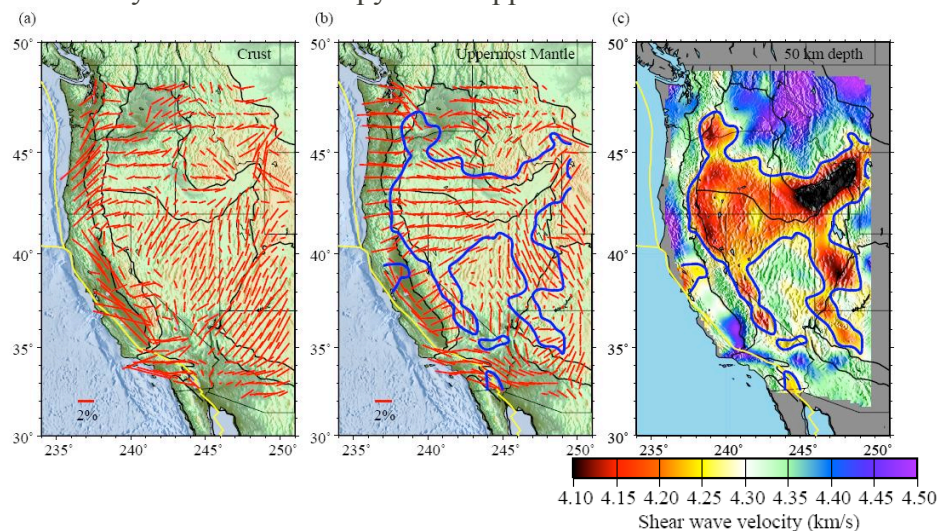 (a) (b) (c)
50° Crust 50° Uppermost Mantle 50° 50 km depth
45° 45° 45°
40° 40° 40°
35° 35° 35°
2% 2%
30° 30° 30°
235° 240° 245° 250° 235° 240° 245° 250° 235° 240° 245° 250°
4.10 4.15 4.20 4.25 4.30 4.35 4.40 4.45 4.50
Shear wave velocity (km/s)